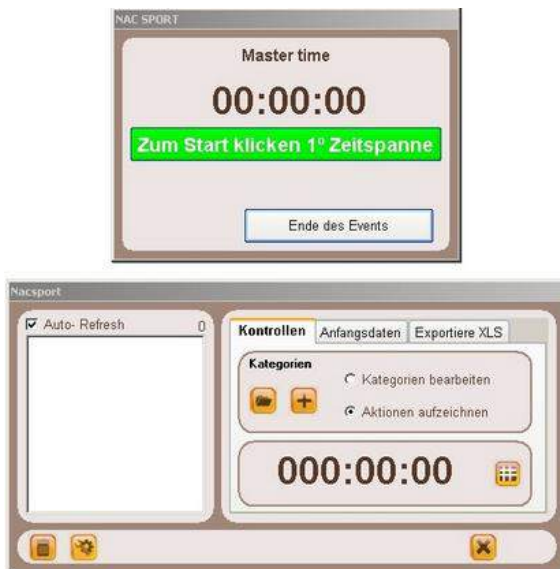 NAC SPORT
Master time
00:00:00
Zum Start klicken 1º Zeitspanne
Ende des Events
Nacsport
Auto- Refresh 0
Kontrollen Anfangsdaten Exportiere XLS
Kategorien
Kategorien bearbeiten
Aktionen aufzeichnen
000:00:00